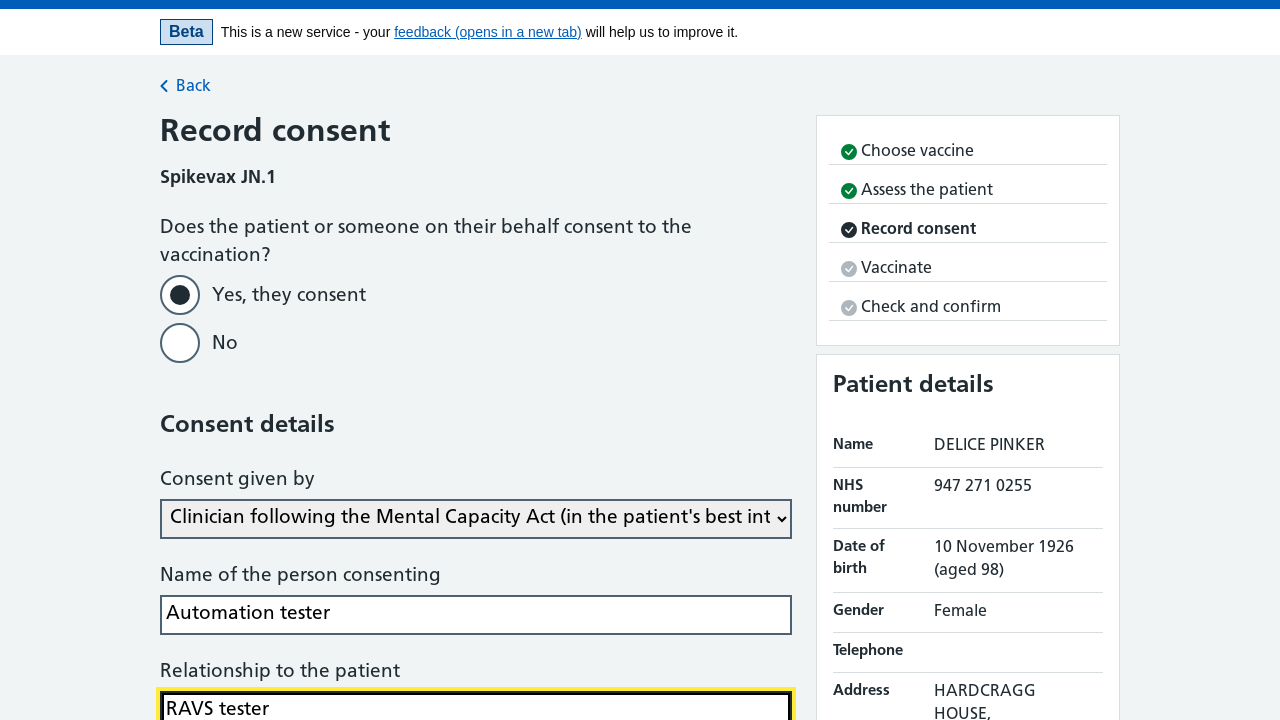 Beta This is a new service - your feedback (opens in a new tab) will help us to improve it.
Back
Record consent
Spikevax JN.1
Does the patient or someone on their behalf consent to the
vaccination?
Yes, they consent
No
Consent details
Consent given by
Clinician following the Mental Capacity Act (in the patient's best int
Name of the person consenting
Automation tester
Relationship to the patient
RAVS tester
Choose vaccine
Assess the patient
Record consent
Vaccinate
Check and confirm
Patient details
Name DELICE PINKER
NHS 947 271 0255
number
Date of 10 November 1926
birth (aged 98)
Gender Female
Telephone
Address HARDCRAGG
HOUSE,